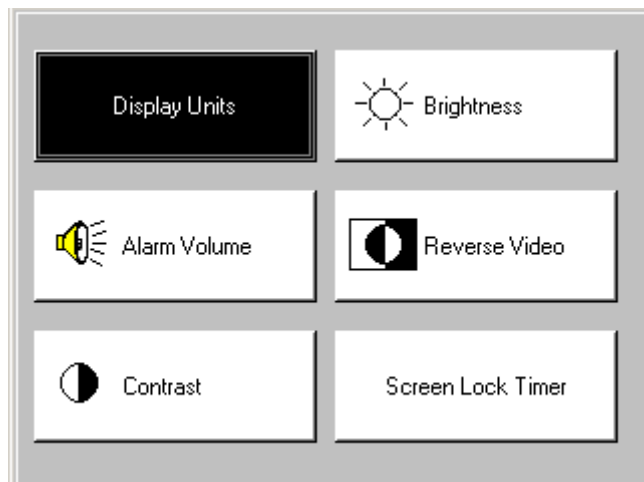 Display Units
Brightness
Alarm Volume
Reverse Video
Contrast
Screen Lock Timer